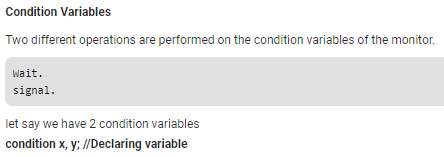 Condition Variables
Two different operations are performed on the condition variables of the monitor.
Wait.
signal.
let say we have 2 condition variables
condition x, y; //Declaring variable